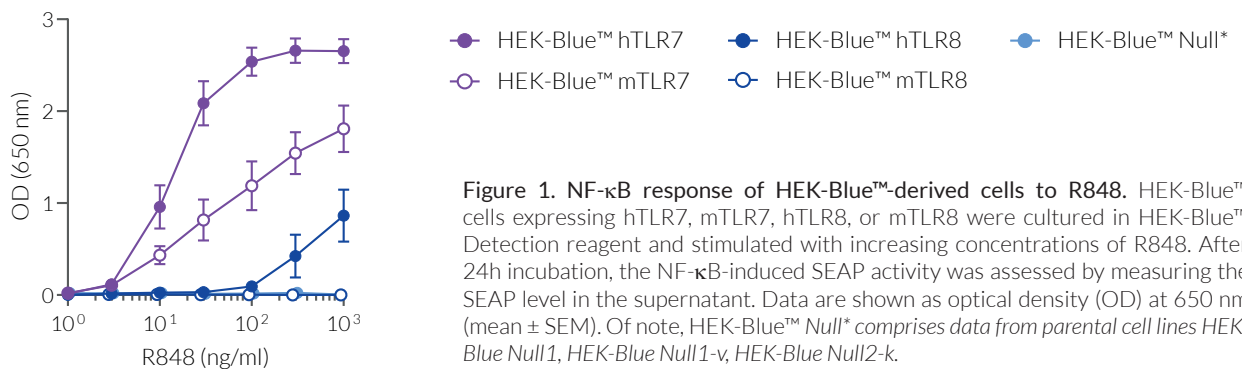 3
2
1
0
OD (650 nm)
10⁰ 10¹ 10² 10³
R848 (ng/ml)
HEK-Blue™ hTLR7 HEK-Blue™ hTLR8 HEK-Blue™ Null*
HEK-Blue™ mTLR7 HEK-Blue™ mTLR8
Figure 1. NF-κB response of HEK-Blue™-derived cells to R848. HEK-Blue™
cells expressing hTLR7, mTLR7, hTLR8, or mTLR8 were cultured in HEK-Blue™
Detection reagent and stimulated with increasing concentrations of R848. After
24h incubation, the NF-κB-induced SEAP activity was assessed by measuring the
SEAP level in the supernatant. Data are shown as optical density (OD) at 650 nm
(mean ± SEM). Of note, HEK-Blue™ Null* comprises data from parental cell lines HEK-
Blue Null1, HEK-Blue Null1-v, HEK-Blue Null2-k.